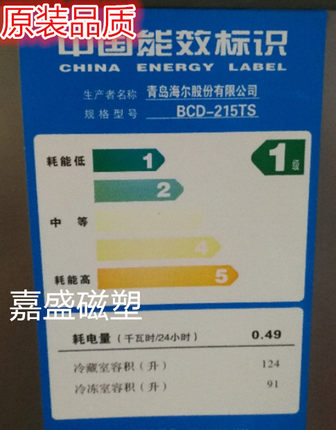 原装品质
中国能效标识
CHINA ENERGY LABEL
生产者名称 青岛海尔股份有限公司
规格型号 BCD-215TS
耗能低 1 1级
2
中等
4
耗能高 5
嘉盛磁塑
耗电量（千瓦时/24小时） 0.49
冷藏室容积（升） 124
冷冻室容积（升） 91